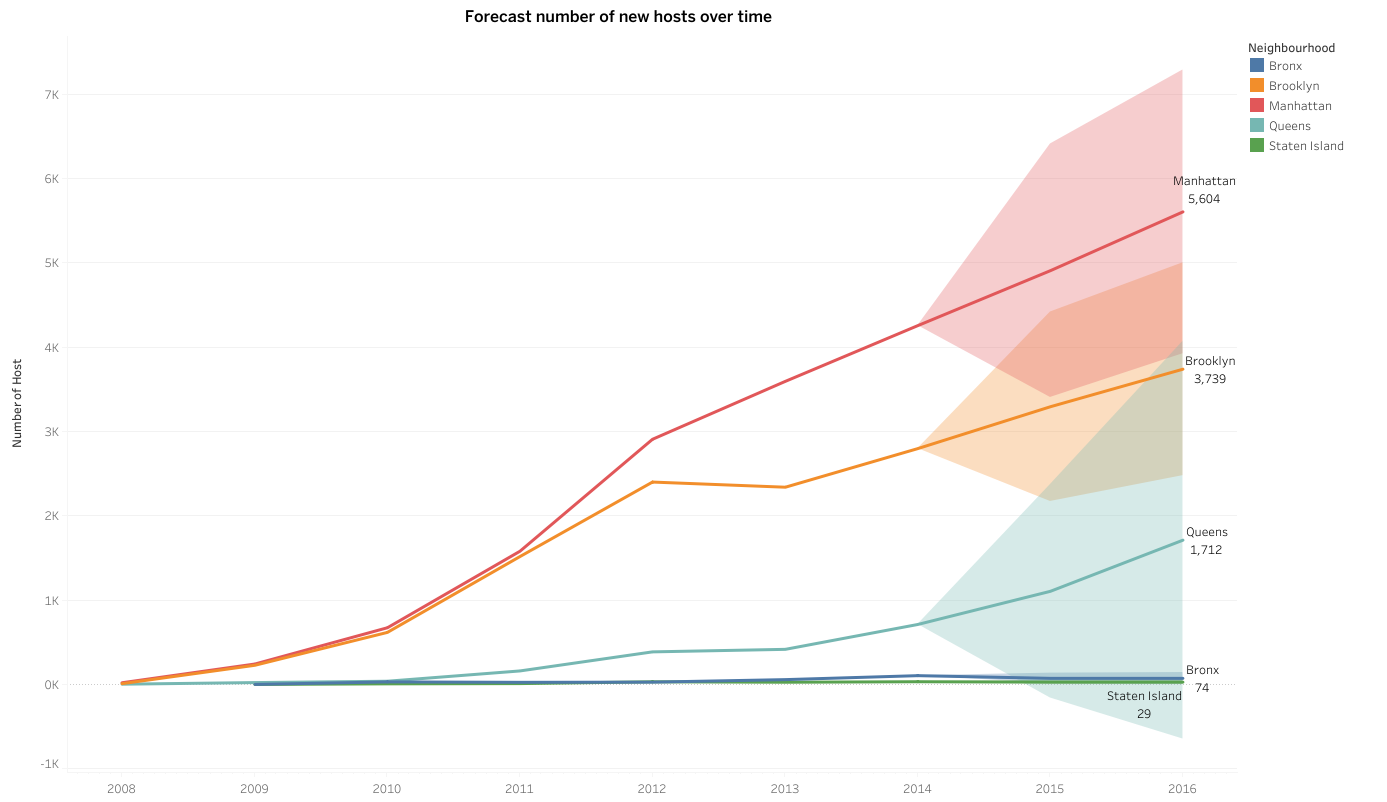 Forecast number of new hosts over time
Neighbourhood
Bronx
Brooklyn
Manhattan
Queens
Staten Island
Number of Host
7K
6K
5K
4K
3K
2K
1K
0K
-1K
Manhattan
5,604
Brooklyn
3,739
Queens
1,712
Bronx
74
Staten Island
29
2008
2009
2010
2011
2012
2013
2014
2015
2016